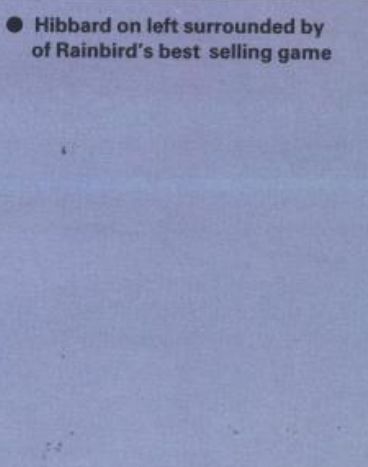 ● Hibbard on left surrounded by
of Rainbird's best selling game